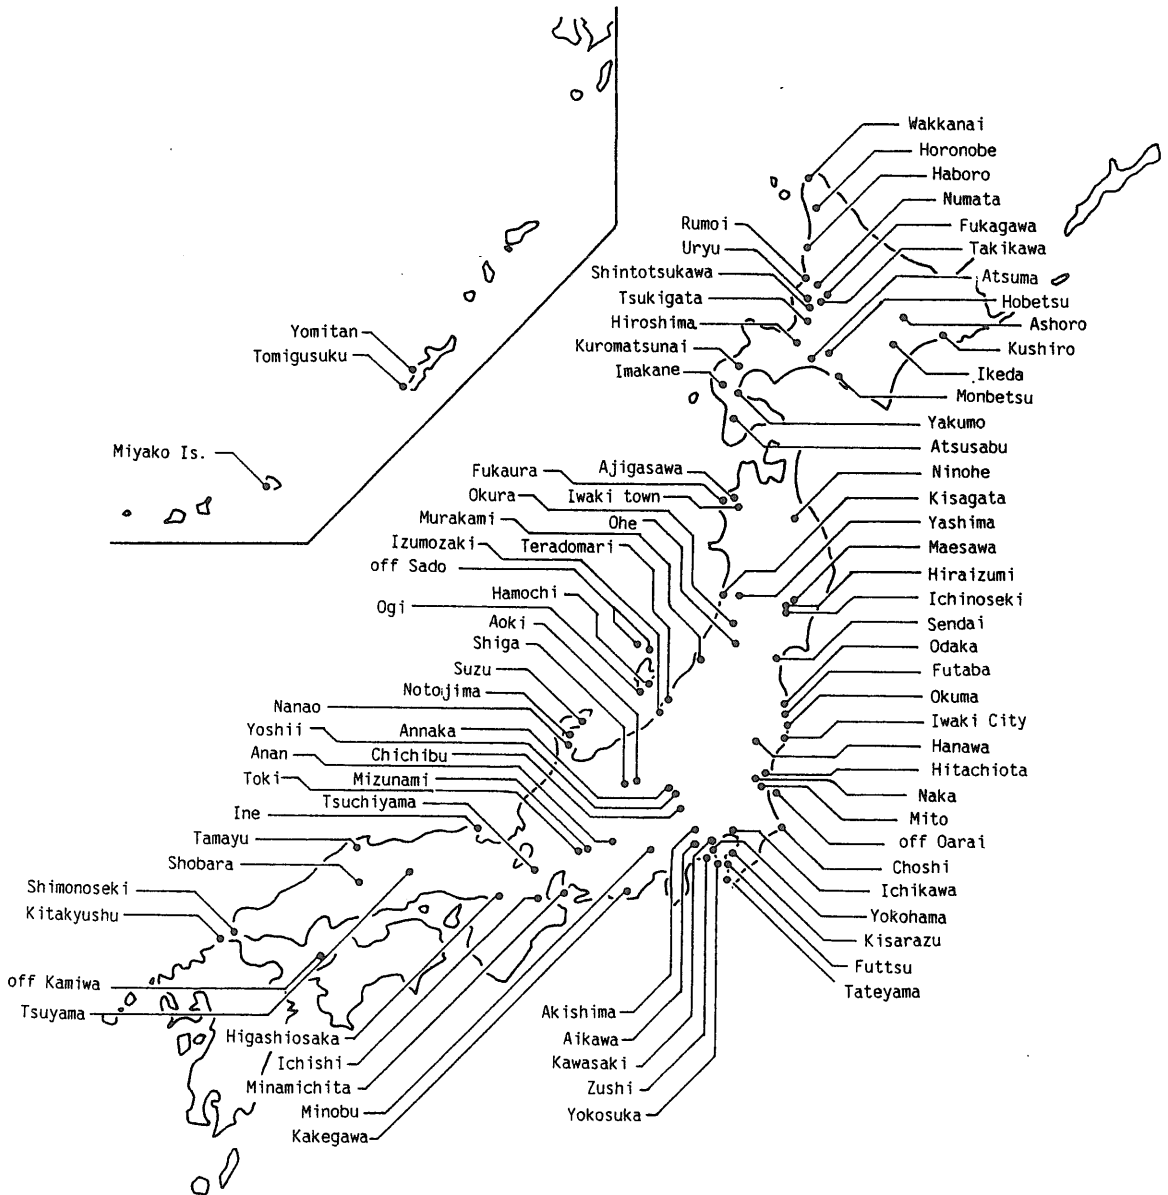 Wakkanai
Horonobe
Haboro
Numata
Rumoi
Fukagawa
Uryu
Takikawa
Shintotsukawa
Atsuma
Tsukigata
Hobetsu
Hiroshima
Ashoro
Yomitan
Kuromatsunai
Kushiro
Tomigusuku
Imakane
Ikeda
Monbetsu
Yakumo
Atsusabu
Miyako Is.
Fukaura
Ajigasawa
Ninohe
Okura
Iwaki town
Kisagata
Murakami
Ohe
Yashima
Izumozaki
Teradomari
Maesawa
off Sado
Hiraizumi
Hamochi
Ichinoseki
Ogi
Aoki
Sendai
Shiga
Odaka
Suzu
Futaba
Notojima
Okuma
Nanao
Iwaki City
Yoshii
Annaka
Hanawa
Anan
Chichibu
Hitachiota
Toki
Mizunami
Naka
Tsuchiyama
Mito
Ine
off Oarai
Tamayu
Choshi
Shobara
Ichikawa
Shimonoseki
Yokohama
Kitakyushu
Kisarazu
Futtsu
off Kamiwa
Tateyama
Tsuyama
Akishima
Higashiosaka
Aikawa
Ichishi
Kawasaki
Minamichita
Zushi
Minobu
Yokosuka
Kakegawa